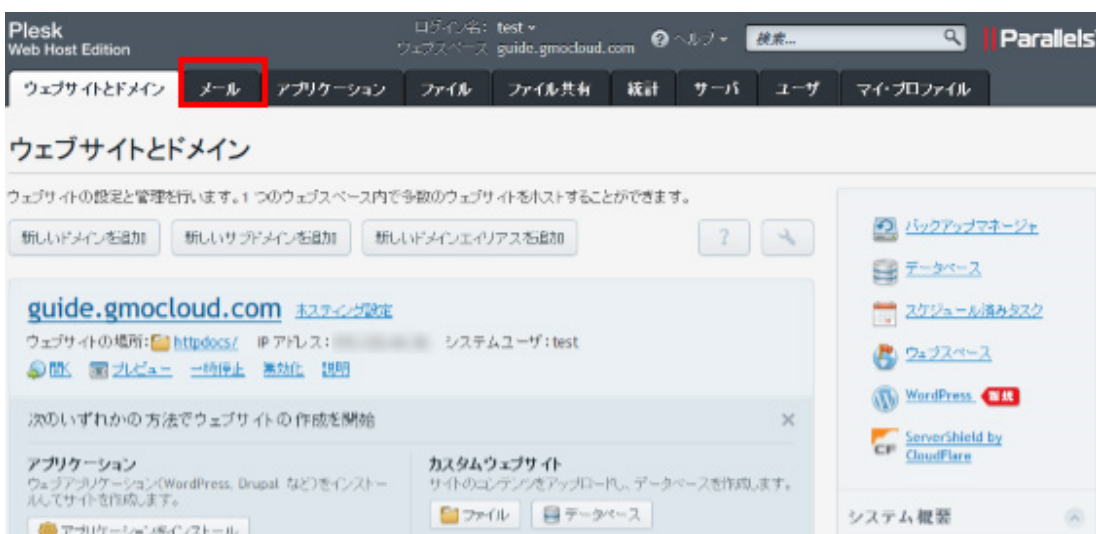 Plesk
Web Host Edition
ログイン名: test
ウェブスペース guide.gmocloud.com
ヘルプ
検索...
Parallels
ウェブサイトとドメイン メール アプリケーション ファイル ファイル共有 統計 サーバ ユーザ マイ・プロファイル
ウェブサイトとドメイン
ウェブサイトの設定と管理を行います。1 つのウェブスペース内で多数のウェブサイトをホストすることができます。
新しいドメインを追加 新しいサブドメインを追加 新しいドメインエイリアスを追加 ?
guide.gmocloud.com ホスティング設定
ウェブサイトの場所: httpdocs/ IP アドレス: システムユーザ: test
開く プレビュー 一時停止 無効化 説明
次のいずれかの方法でウェブサイトの作成を開始
アプリケーション
ウェブアプリケーション(WordPress, Drupal など)をインストー
ルしてサイトを作成します。
アプリケーションをインストール
カスタムウェブサイト
サイトのコンテンツをアップロードし、データベースを作成します。
ファイル データベース
バックアップマネージャ
データベース
スケジュール済みタスク
ウェブスペース
WordPress 新規
ServerShield by
CloudFlare
システム概要